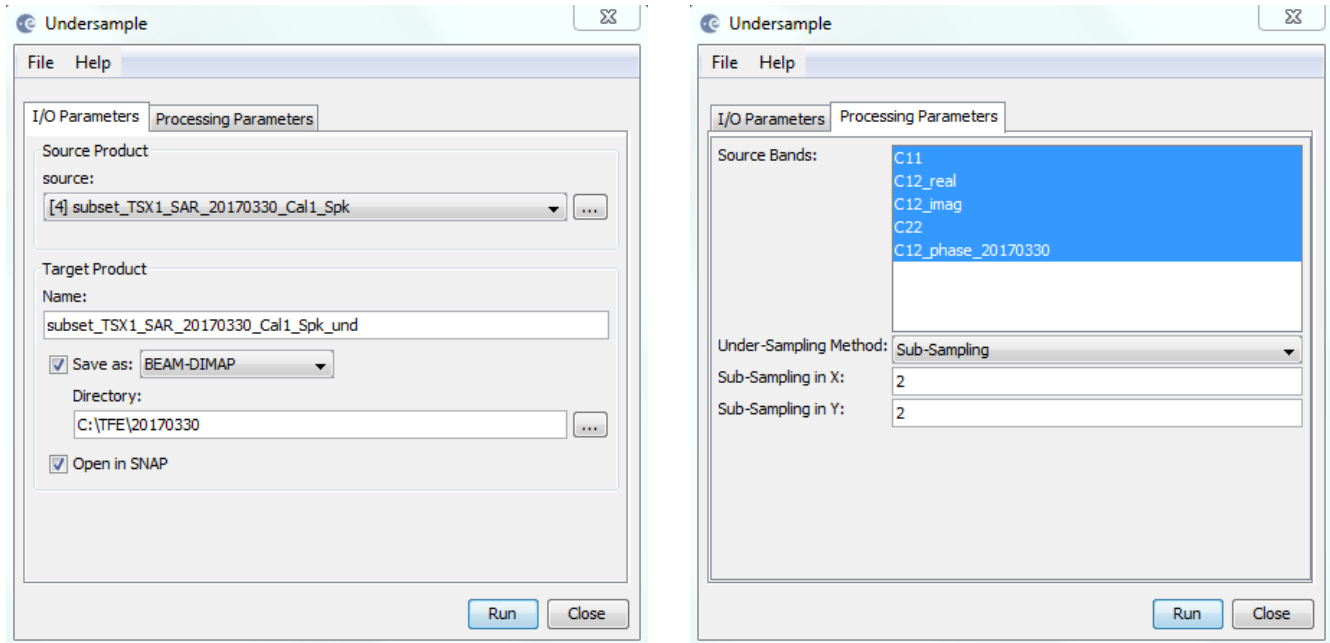 Undersample
File Help
I/O Parameters Processing Parameters
Source Product
source:
[4] subset_TSX1_SAR_20170330_Cal1_Spk ...
Target Product
Name:
subset_TSX1_SAR_20170330_Cal1_Spk_und
Save as: BEAM-DIMAP
Directory:
C:\TFE\20170330 ...
Open in SNAP
Run Close
Undersample
File Help
I/O Parameters Processing Parameters
Source Bands: C11
C12_real
C12_imag
C22
C12_phase_20170330
Under-Sampling Method: Sub-Sampling
Sub-Sampling in X: 2
Sub-Sampling in Y: 2
Run Close